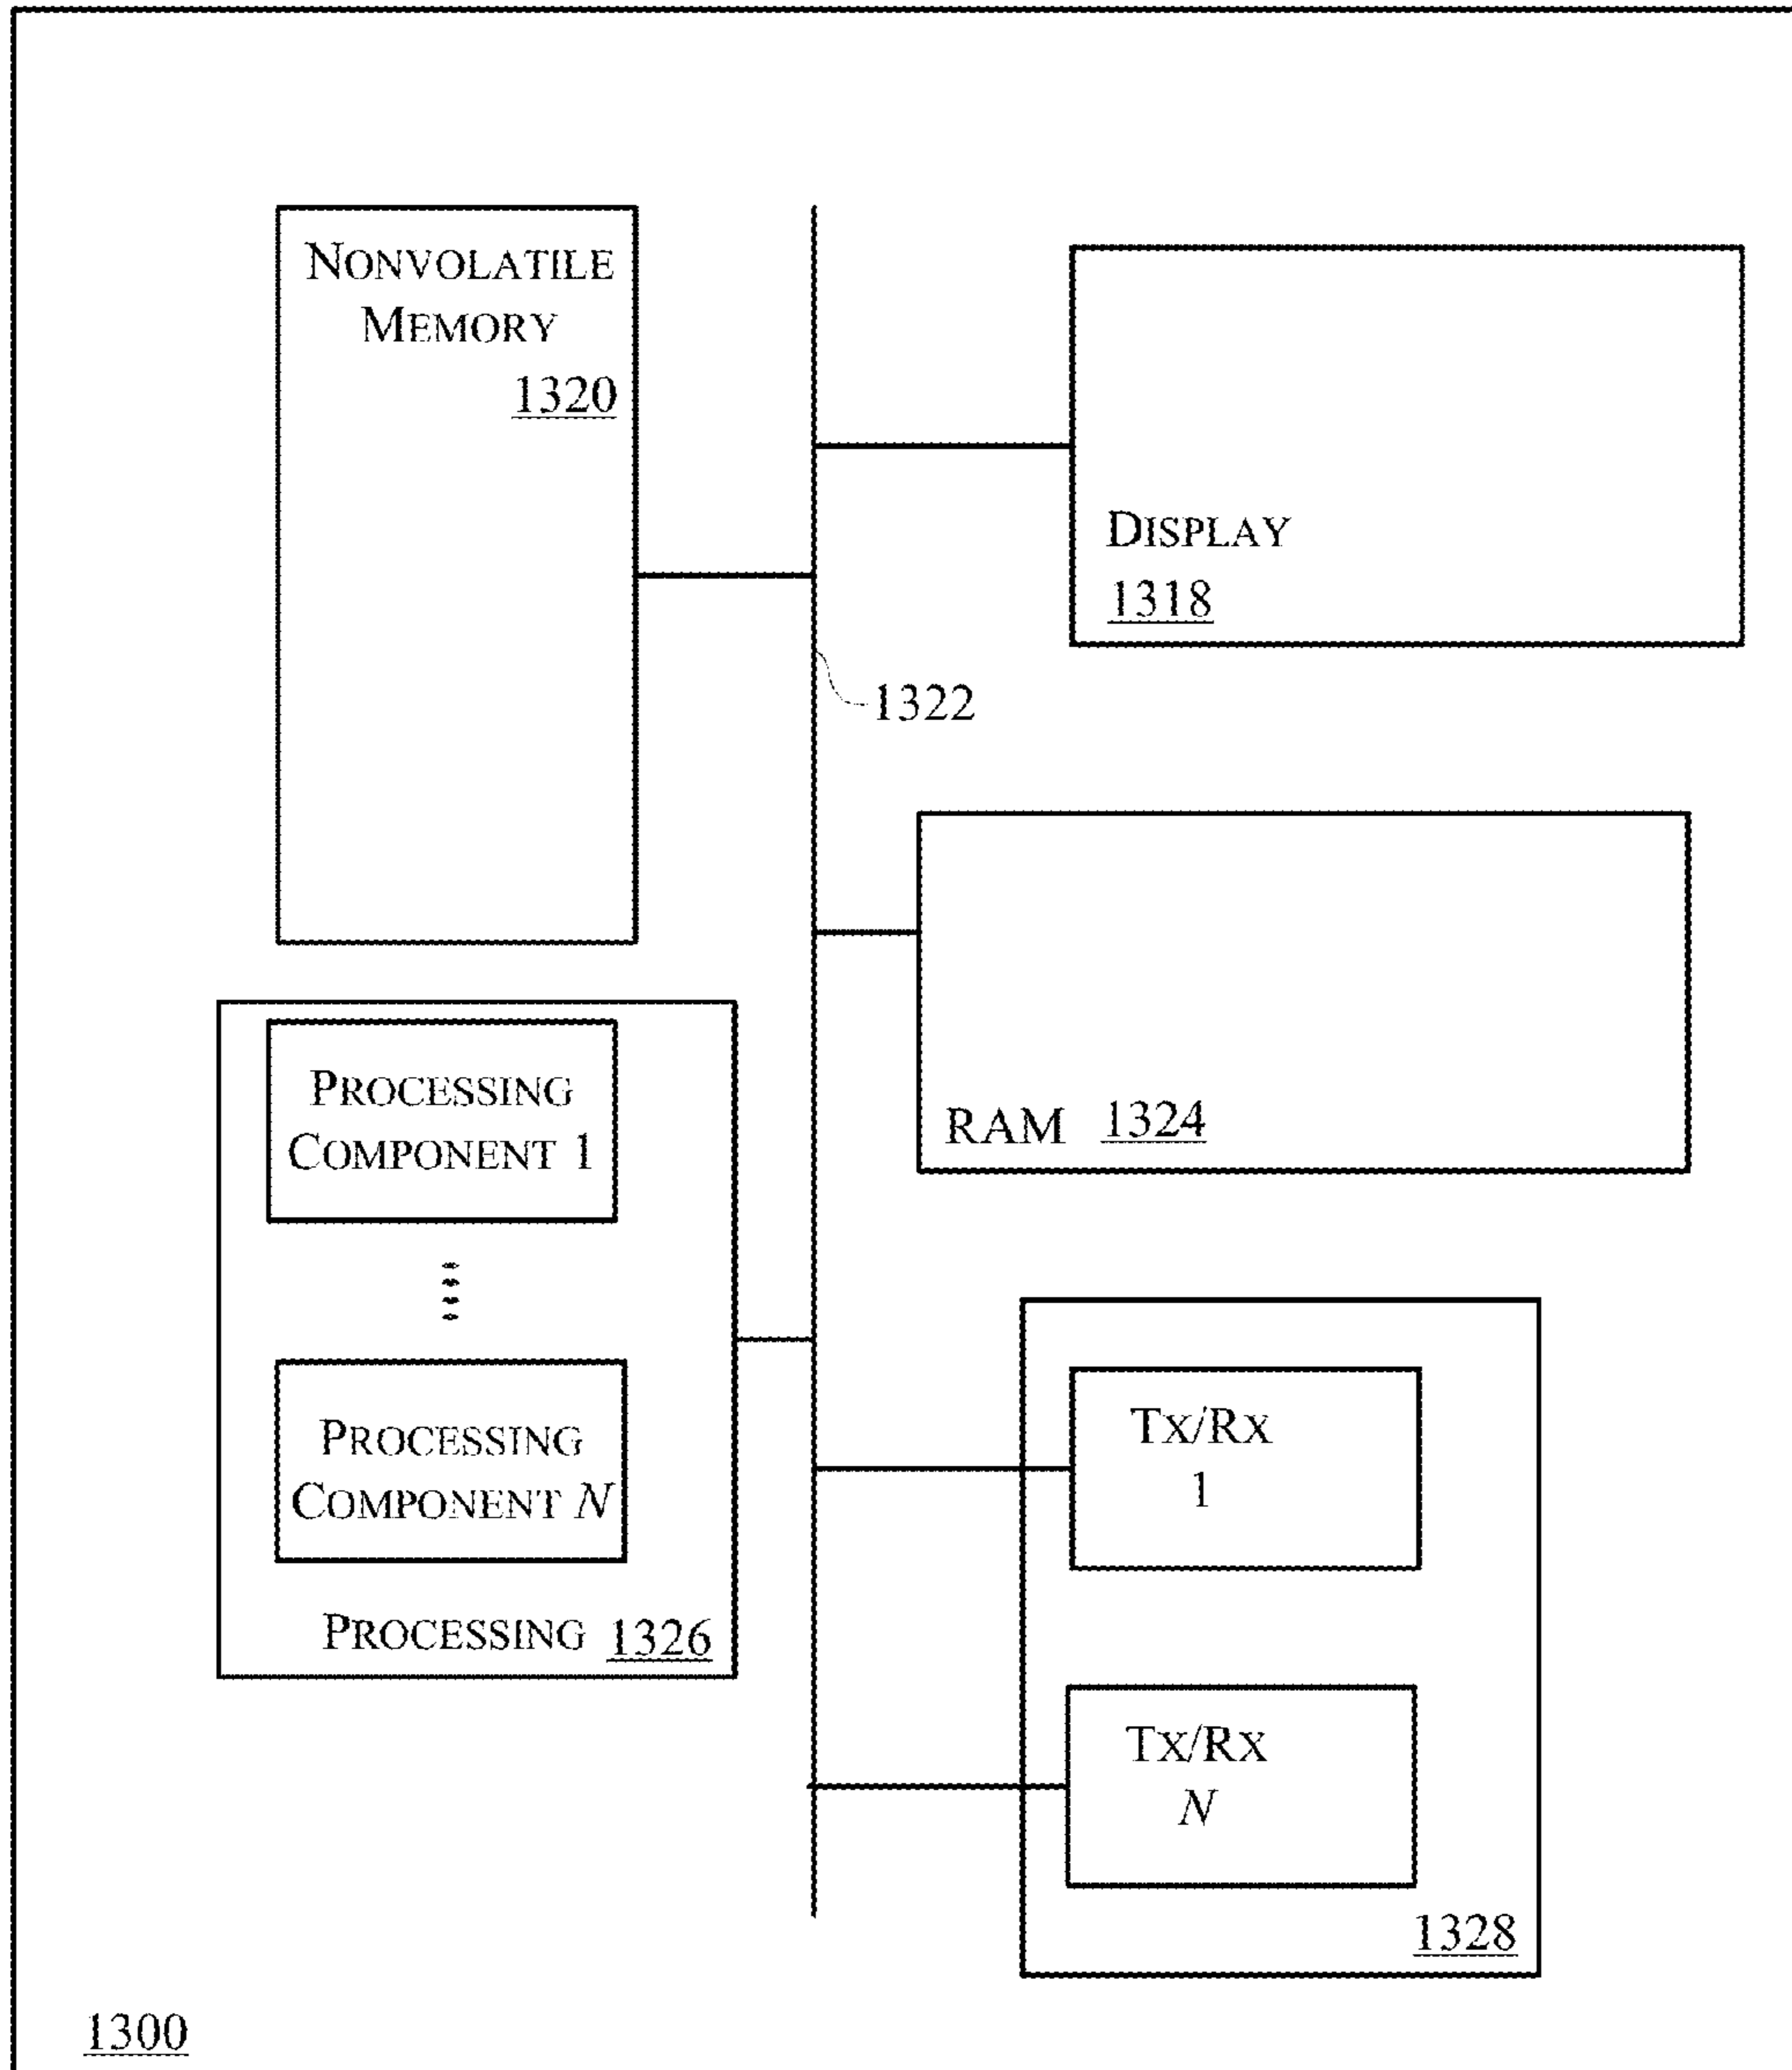 NONVOLATILE
MEMORY
1320
DISPLAY
1318
1322
RAM 1324
PROCESSING
COMPONENT 1
PROCESSING
COMPONENT N
PROCESSING 1326
TX/RX
1
TX/RX
N
1328
1300